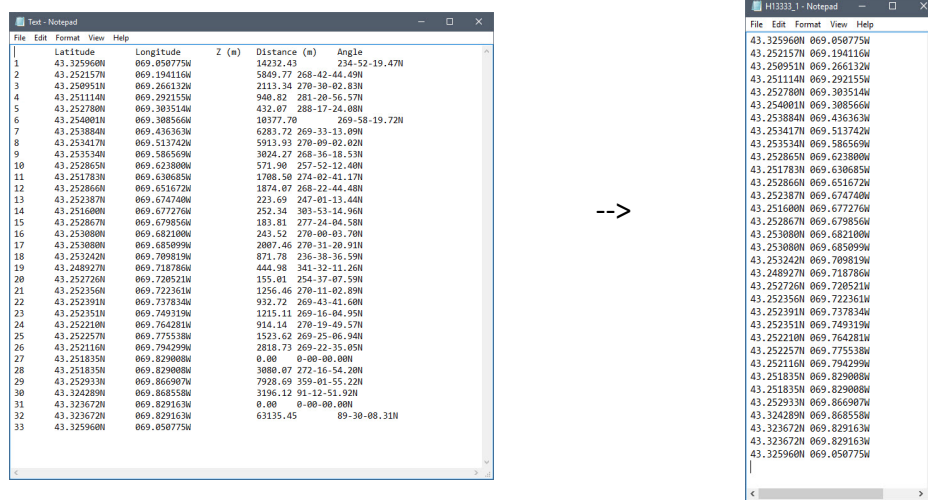 Text - Notepad
File Edit Format View Help
Latitude Longitude Z (m) Distance (m) Angle
1 43.325960N 069.050775W 14232.43 234-52-19.47N
2 43.252157N 069.194116W 5849.77 268-42-44.49N
3 43.250951N 069.266132W 2113.34 270-30-02.83N
4 43.251114N 069.292155W 940.82 281-20-56.57N
5 43.252780N 069.303514W 432.07 288-17-24.08N
6 43.254001N 069.308566W 10377.70 269-58-19.72N
7 43.253884N 069.436363W 6283.72 269-33-13.09N
8 43.253417N 069.513742W 5913.93 270-09-02.02N
9 43.253534N 069.586569W 3024.27 268-36-18.53N
10 43.252865N 069.623800W 571.90 257-52-12.40N
11 43.251783N 069.630685W 1708.50 274-02-41.17N
12 43.252866N 069.651672W 1874.07 268-22-44.48N
13 43.252387N 069.674740W 223.69 247-01-13.44N
14 43.251600N 069.677276W 252.34 303-53-14.96N
15 43.252867N 069.679856W 183.81 277-24-04.58N
16 43.253080N 069.682100W 243.52 270-00-03.70N
17 43.253080N 069.685099W 2007.46 270-31-20.91N
18 43.253242N 069.709819W 871.78 236-38-36.59N
19 43.248927N 069.718786W 444.98 341-32-11.26N
20 43.252726N 069.720521W 155.01 254-37-07.59N
21 43.252356N 069.722361W 1256.46 270-11-02.89N
22 43.252391N 069.737834W 932.72 269-43-41.60N
23 43.252351N 069.749319W 1215.11 269-16-04.95N
24 43.252210N 069.764281W 914.14 270-19-49.57N
25 43.252257N 069.775538W 1523.62 269-25-06.94N
26 43.252116N 069.794299W 2818.73 269-22-35.05N
27 43.251835N 069.829008W 0.00 0-00-00.00N
28 43.251835N 069.829008W 3080.07 272-16-54.20N
29 43.252933N 069.866907W 7928.69 359-01-55.22N
30 43.324289N 069.868558W 3196.12 91-12-51.92N
31 43.323672N 069.829163W 0.00 0-00-00.00N
32 43.323672N 069.829163W 63135.45 89-30-08.31N
33 43.325960N 069.050775W
-->
H13333_1 - Notepad
File Edit Format View Help
43.325960N 069.050775W
43.252157N 069.194116W
43.250951N 069.266132W
43.251114N 069.292155W
43.252780N 069.303514W
43.254001N 069.308566W
43.253884N 069.436363W
43.253417N 069.513742W
43.253534N 069.586569W
43.252865N 069.623800W
43.251783N 069.630685W
43.252866N 069.651672W
43.252387N 069.674740W
43.251600N 069.677276W
43.252867N 069.679856W
43.253080N 069.682100W
43.253080N 069.685099W
43.253242N 069.709819W
43.248927N 069.718786W
43.252726N 069.720521W
43.252356N 069.722361W
43.252391N 069.737834W
43.252351N 069.749319W
43.252210N 069.764281W
43.252257N 069.775538W
43.252116N 069.794299W
43.251835N 069.829008W
43.251835N 069.829008W
43.252933N 069.866907W
43.324289N 069.868558W
43.323672N 069.829163W
43.323672N 069.829163W
43.325960N 069.050775W